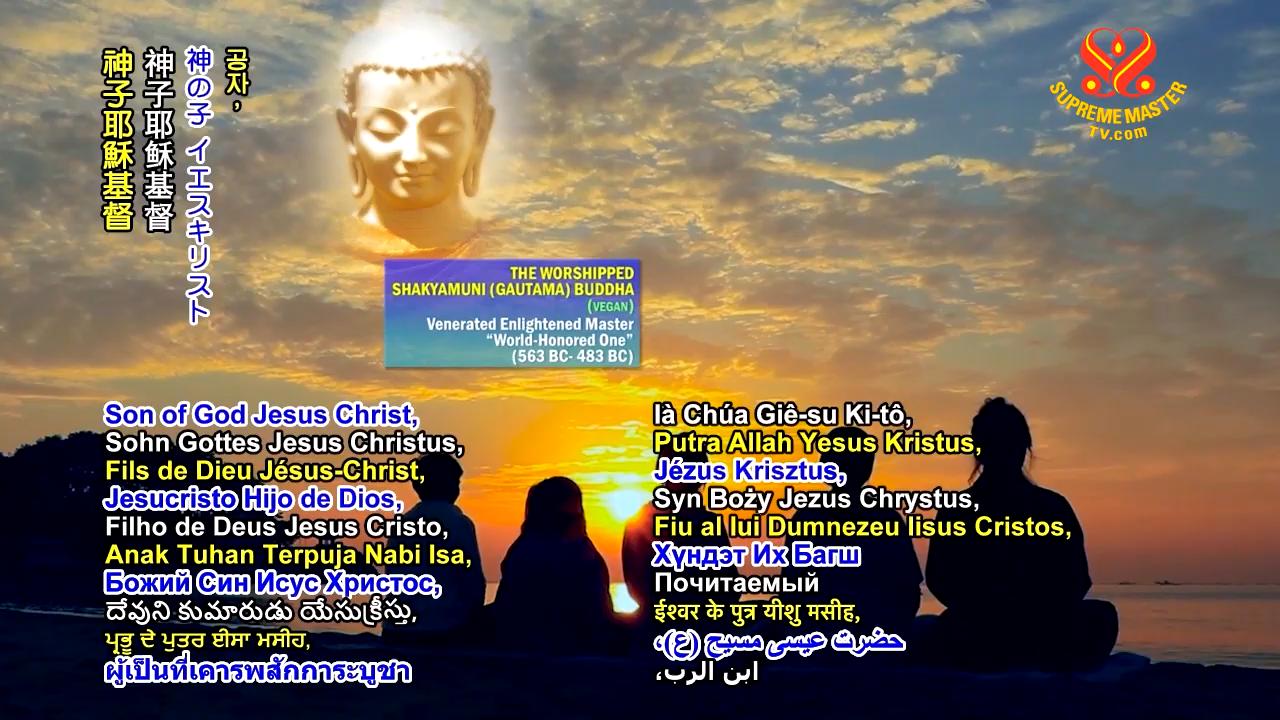 神子耶穌基督
神子耶稣基督
神の子 イエスキリスト
공자,
SUPREME MASTER
TV.com
THE WORSHIPPED
SHAKYAMUNI (GAUTAMA) BUDDHA
(VEGAN)
Venerated Enlightened Master
“World-Honored One”
(563 BC- 483 BC)
Son of God Jesus Christ,
Sohn Gottes Jesus Christus,
Fils de Dieu Jésus-Christ,
Jesucristo Hijo de Dios,
Filho de Deus Jesus Cristo,
Anak Tuhan Terpuja Nabi Isa,
Божий Син Исус Христос,
దేవుని కుమారుడు యేసుక్రీస్తు,
ਪ੍ਰਭੂ ਦੇ ਪੁਤਰ ਈਸਾ ਮਸੀਹ,
ผู้เป็นที่เคารพสักการะบูชา
là Chúa Giê-su Ki-tô,
Putra Allah Yesus Kristus,
Jézus Krisztus,
Syn Boży Jezus Chrystus,
Fiu al lui Dumnezeu Iisus Cristos,
Хүндэт Их Багш
Почитаемый
ईश्वर के पुत्र यीशु मसीह,
حضرت عیسی مسیح (ع)،
ابن الرب،